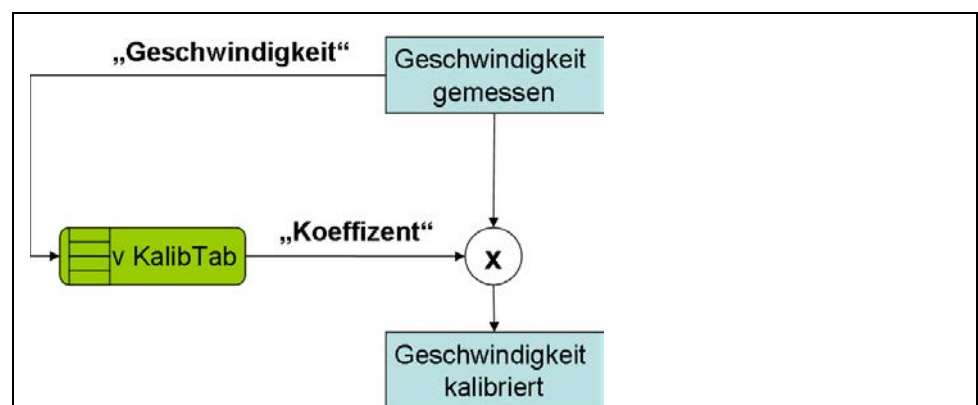 „Geschwindigkeit“
Geschwindigkeit
gemessen
v KalibTab
„Koeffizent“
x
Geschwindigkeit
kalibriert